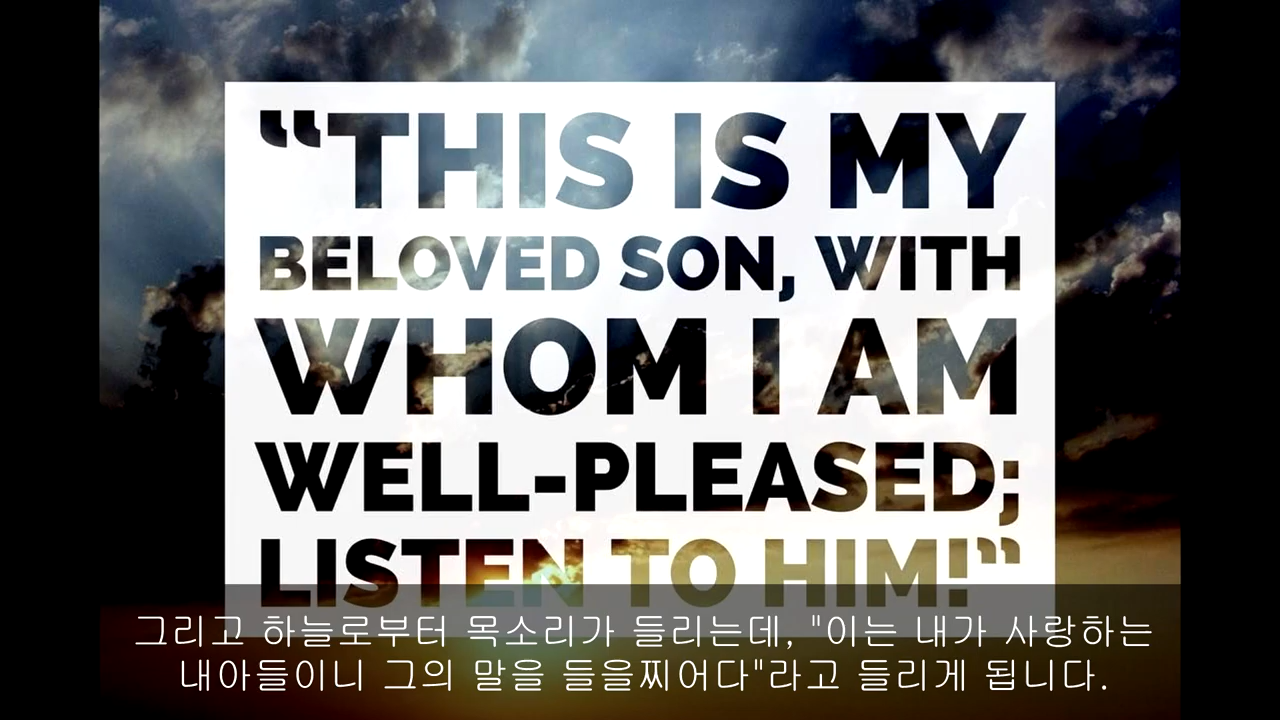 “THIS IS MY
BELOVED SON, WITH
WHOM I AM
WELL-PLEASED;
LISTEN TO HIM!“
그리고 하늘로부터 목소리가 들리는데, "이는 내가 사랑하는
내아들이니 그의 말을 들을찌어다"라고 들리게 됩니다.